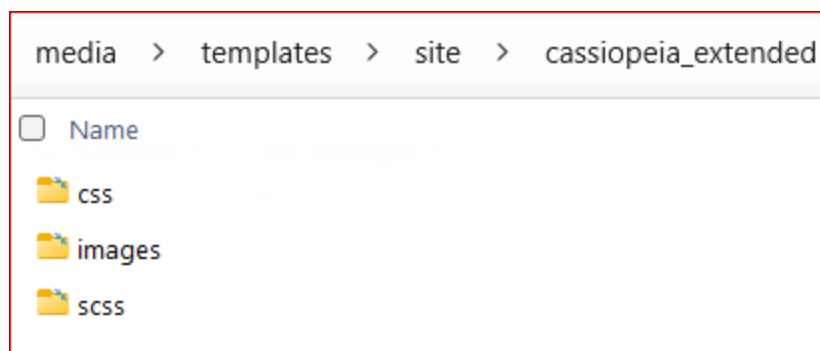 media > templates > site > cassiopeia_extended
Name
css
images
scss